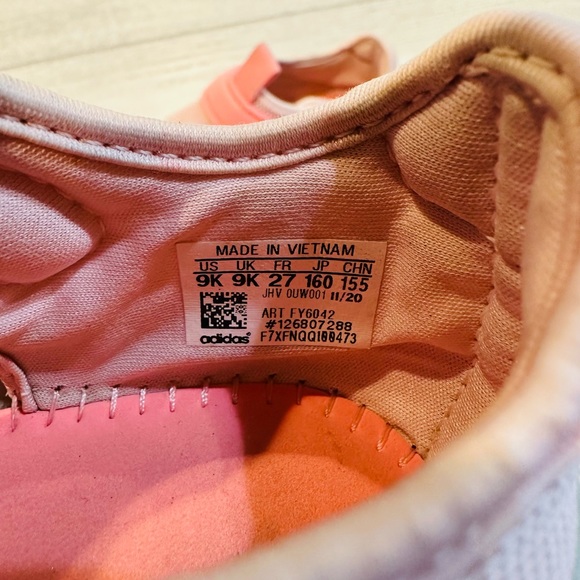 MADE IN VIETNAM
US UK FR JP CHN
9K 9K 27 160 155
JHV 0UW001 11/20
ART FY6042
#126807288
adidas® F7XFNQQI00473